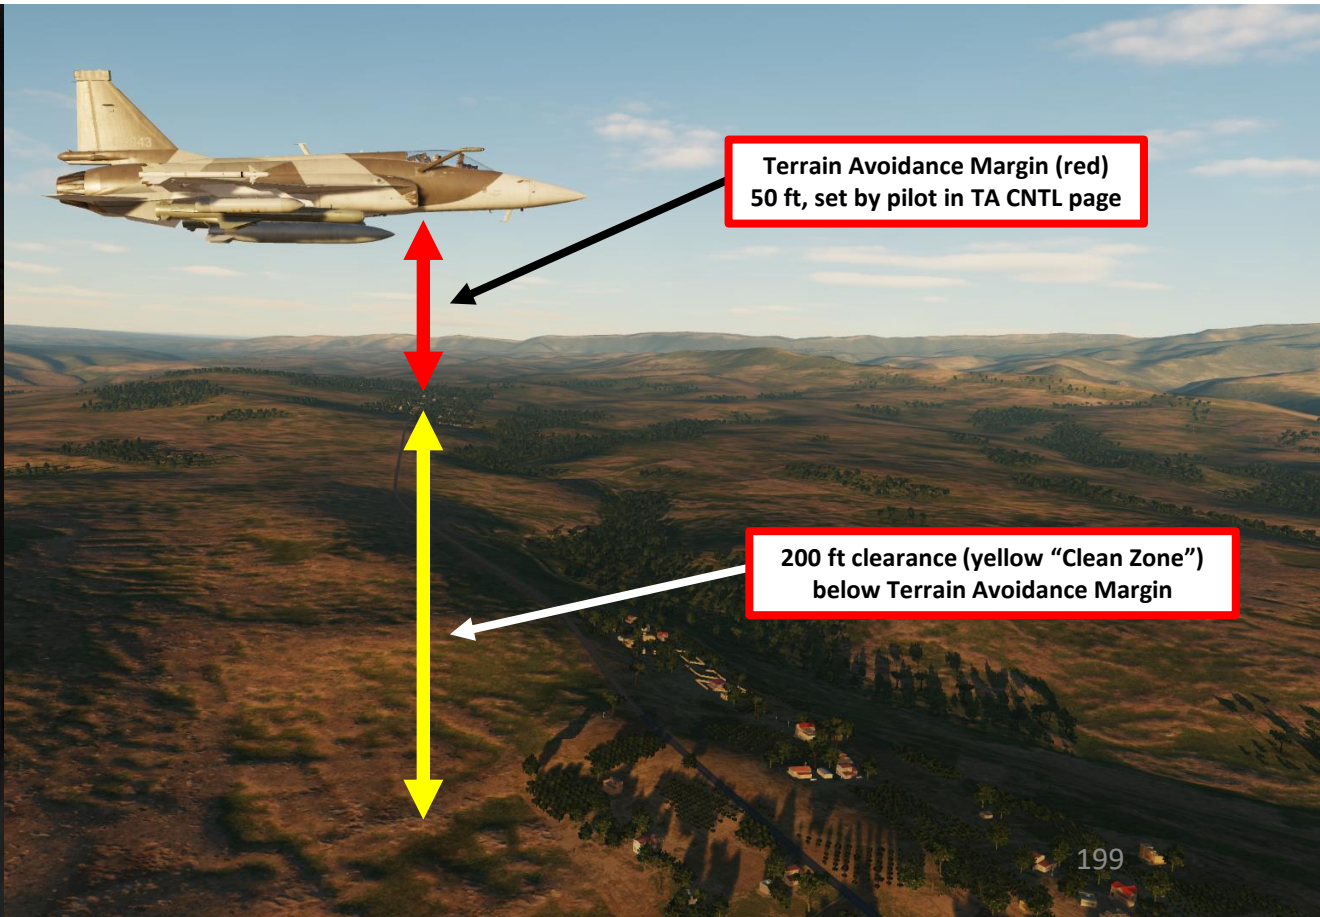 Terrain Avoidance Margin (red)
50 ft, set by pilot in TA CNTL page
200 ft clearance (yellow “Clean Zone”)
below Terrain Avoidance Margin
199